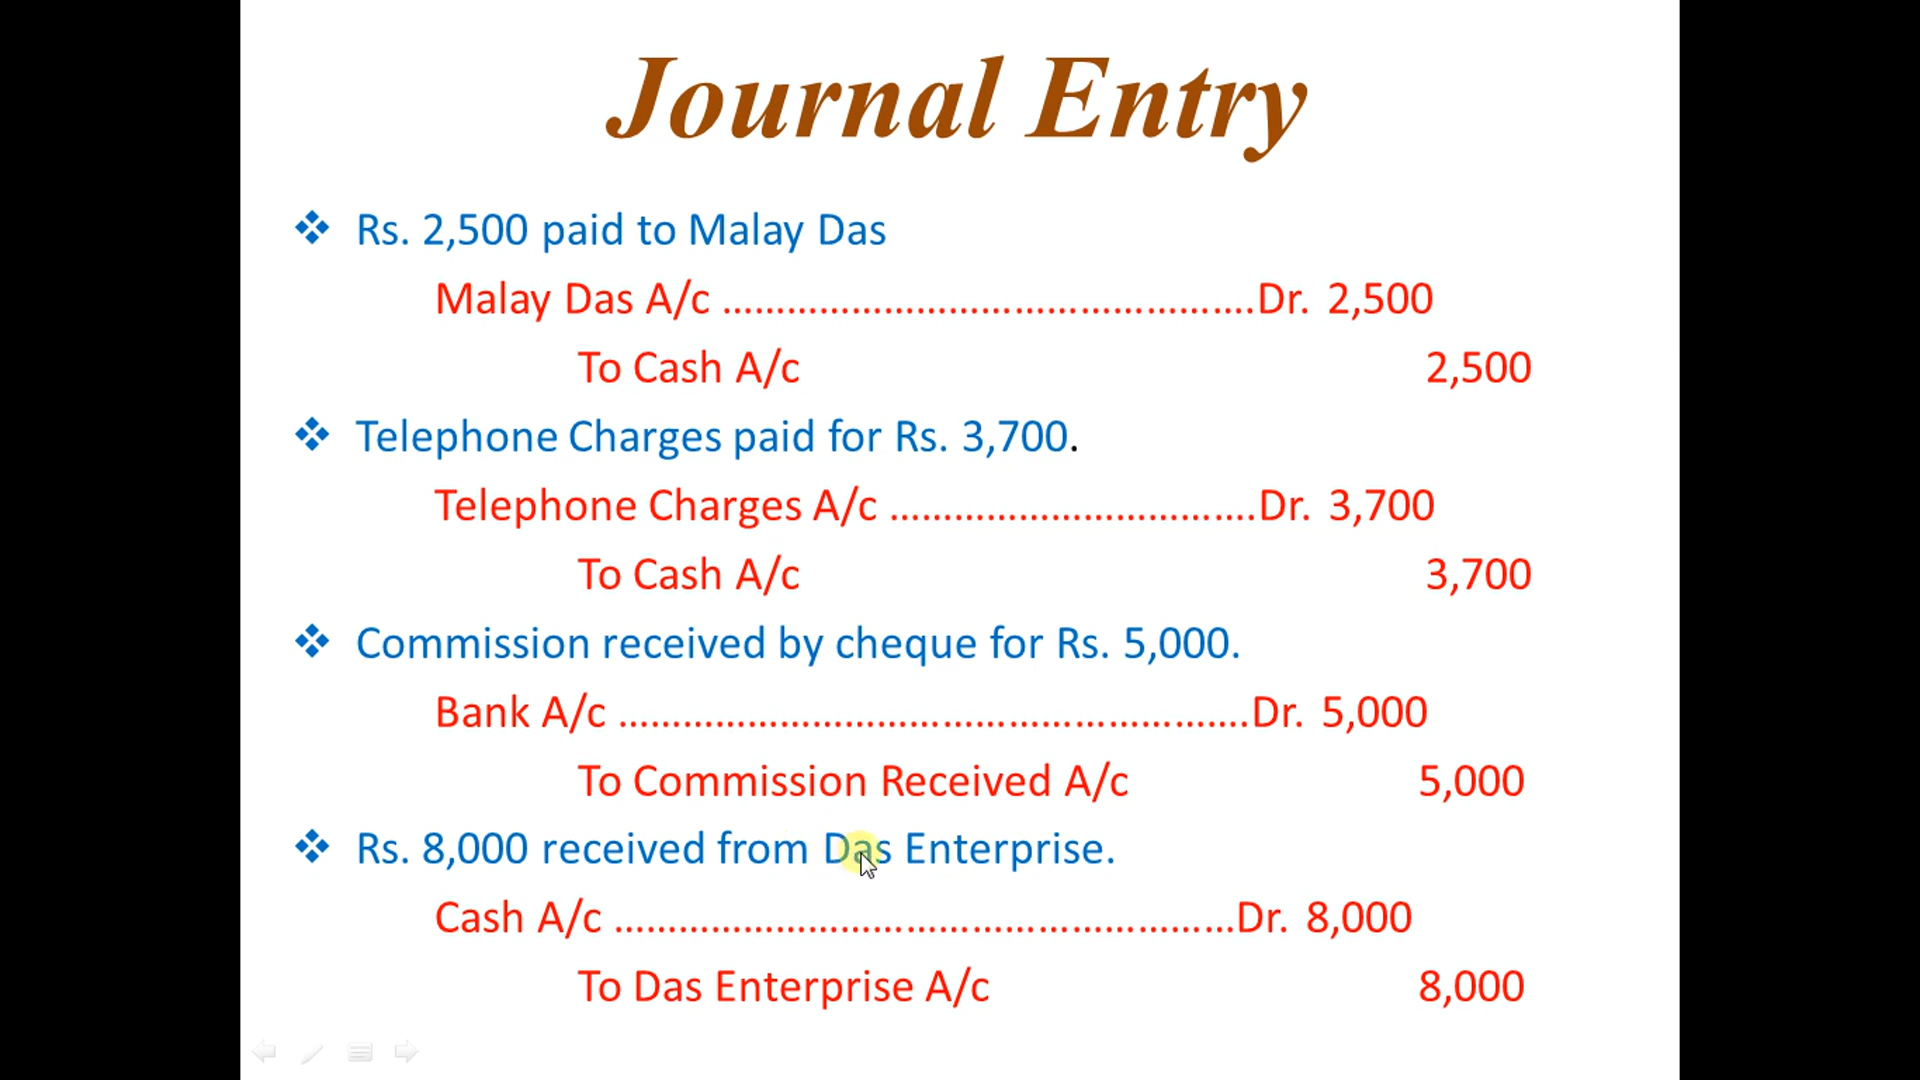 Journal Entry
Rs. 2,500 paid to Malay Das
Malay Das A/c ……………………………………………Dr. 2,500
To Cash A/c 2,500
Telephone Charges paid for Rs. 3,700.
Telephone Charges A/c …………………………….Dr. 3,700
To Cash A/c 3,700
Commission received by cheque for Rs. 5,000.
Bank A/c …………………………………………………….Dr. 5,000
To Commission Received A/c 5,000
Rs. 8,000 received from Das Enterprise.
Cash A/c ……………………………………………………Dr. 8,000
To Das Enterprise A/c 8,000